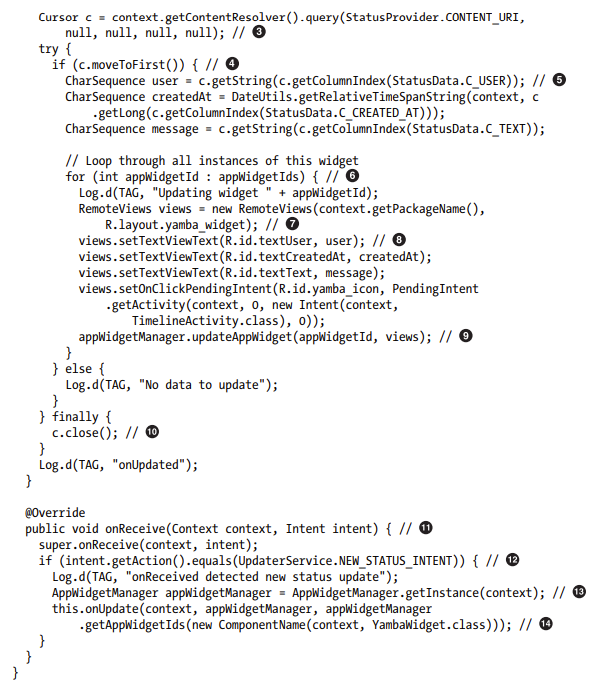 Cursor c = context.getContentResolver().query(StatusProvider.CONTENT_URI,
        null, null, null, null); // ❸
    try {
      if (c.moveToFirst()) { // ❹
        CharSequence user = c.getString(c.getColumnIndex(StatusData.C_USER)); // ❺
        CharSequence createdAt = DateUtils.getRelativeTimeSpanString(context, c
            .getLong(c.getColumnIndex(StatusData.C_CREATED_AT)));
        CharSequence message = c.getString(c.getColumnIndex(StatusData.C_TEXT));

        // Loop through all instances of this widget
        for (int appWidgetId : appWidgetIds) { // ❻
          Log.d(TAG, "Updating widget " + appWidgetId);
          RemoteViews views = new RemoteViews(context.getPackageName(),
              R.layout.yamba_widget); // ❼
          views.setTextViewText(R.id.textUser, user); // ❽
          views.setTextViewText(R.id.textCreatedAt, createdAt);
          views.setTextViewText(R.id.textText, message);
          views.setOnClickPendingIntent(R.id.yamba_icon, PendingIntent
              .getActivity(context, 0, new Intent(context,
                  TimelineActivity.class), 0));
          appWidgetManager.updateAppWidget(appWidgetId, views); // ❾
        }
      } else {
        Log.d(TAG, "No data to update");
      }
    } finally {
      c.close(); // ❿
    }
    Log.d(TAG, "onUpdated");
  }

  @Override
  public void onReceive(Context context, Intent intent) { // ⓫
    super.onReceive(context, intent);
    if (intent.getAction().equals(UpdaterService.NEW_STATUS_INTENT)) { // ⓬
      Log.d(TAG, "onReceived detected new status update");
      AppWidgetManager appWidgetManager = AppWidgetManager.getInstance(context); // ⓭
      this.onUpdate(context, appWidgetManager, appWidgetManager
          .getAppWidgetIds(new ComponentName(context, YambaWidget.class))); // ⓮
    }
  }
}